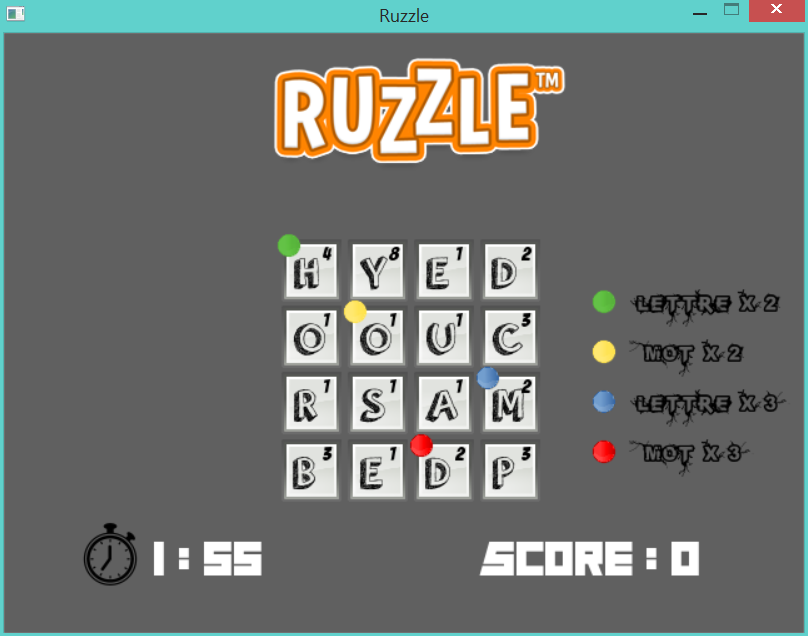 Ruzzle
RUZZLE™
H4 Y8 E1 D2
O1 O1 U1 C3
R1 S1 A1 M2
B3 E1 D2 P3
LETTRE X 2
MOT X 2
LETTRE X 3
MOT X 3
1:55
SCORE:0